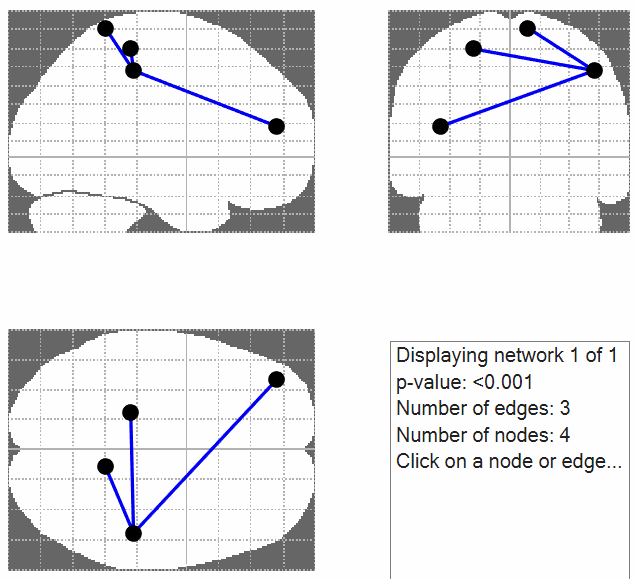 Displaying network 1 of 1
p-value: <0.001
Number of edges: 3
Number of nodes: 4
Click on a node or edge...